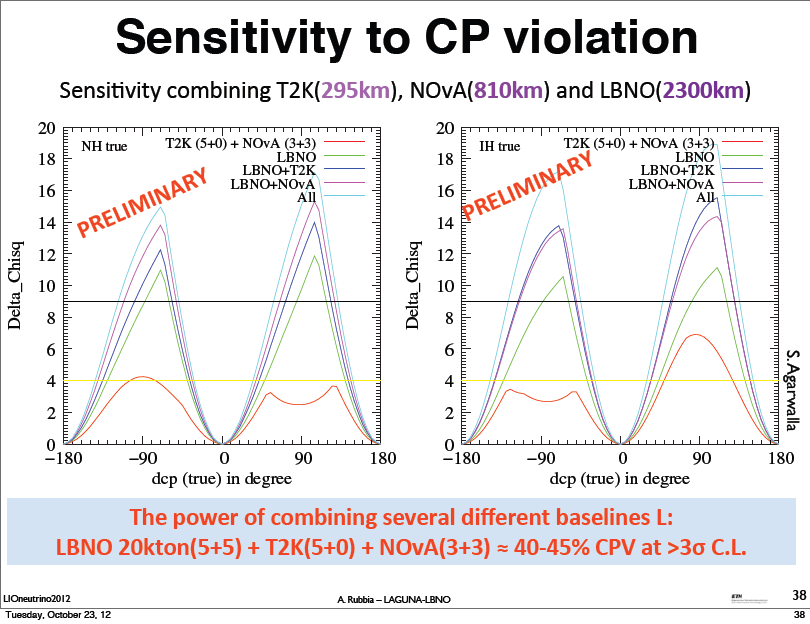 Sensitivity to CP violation
Sensitivity combining T2K(295km), NOvA(810km) and LBNO(2300km)
20
18
16
14
12
10
8
6
4
2
0
Delta_Chisq
NH true
T2K (5+0) + NOvA (3+3)
LBNO
LBNO+T2K
LBNO+NOvA
All
PRELIMINARY
−180 −90 0 90 180
dcp (true) in degree
20
18
16
14
12
10
8
6
4
2
0
Delta_Chisq
IH true
T2K (5+0) + NOvA (3+3)
LBNO
LBNO+T2K
LBNO+NOvA
All
PRELIMINARY
−180 −90 0 90 180
dcp (true) in degree
S. Agarwalla
The power of combining several different baselines L:
LBNO 20kton(5+5) + T2K(5+0) + NOvA(3+3) ≈ 40-45% CPV at >3σ C.L.
LIOneutrino2012
A. Rubbia – LAGUNA-LBNO
38
Tuesday, October 23, 12
38